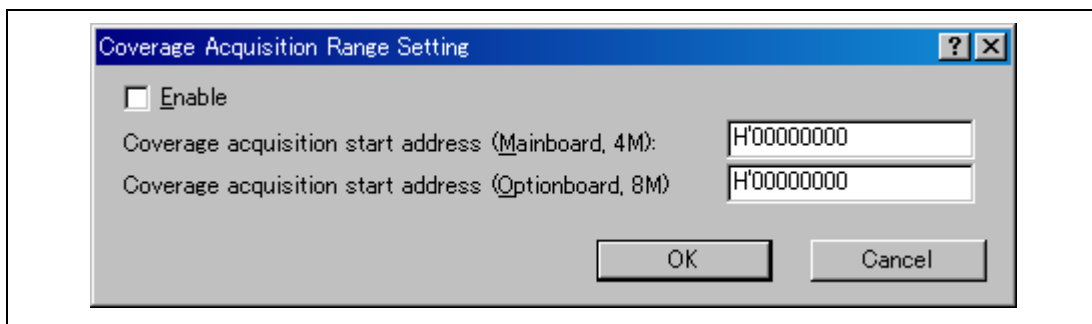 Coverage Acquisition Range Setting
Enable
Coverage acquisition start address (Mainboard, 4M): H'00000000
Coverage acquisition start address (Optionboard, 8M) H'00000000
OK Cancel